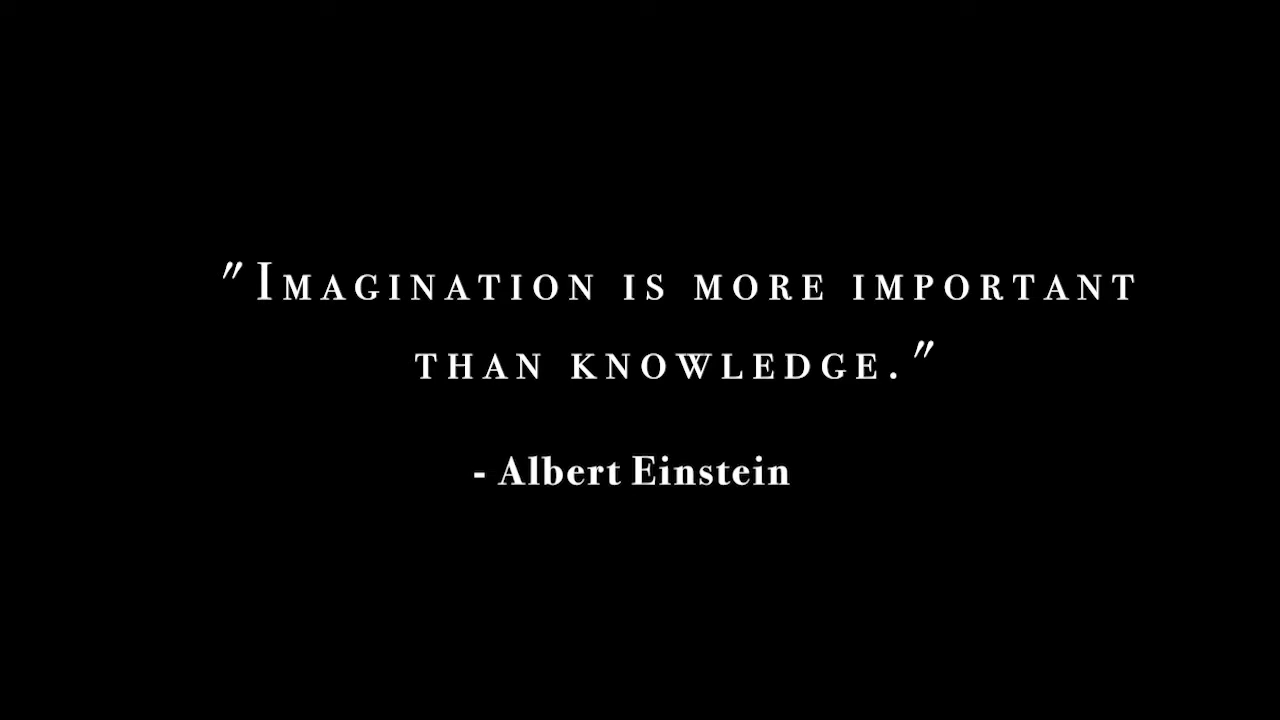 "Imagination is more important
than knowledge."
- Albert Einstein